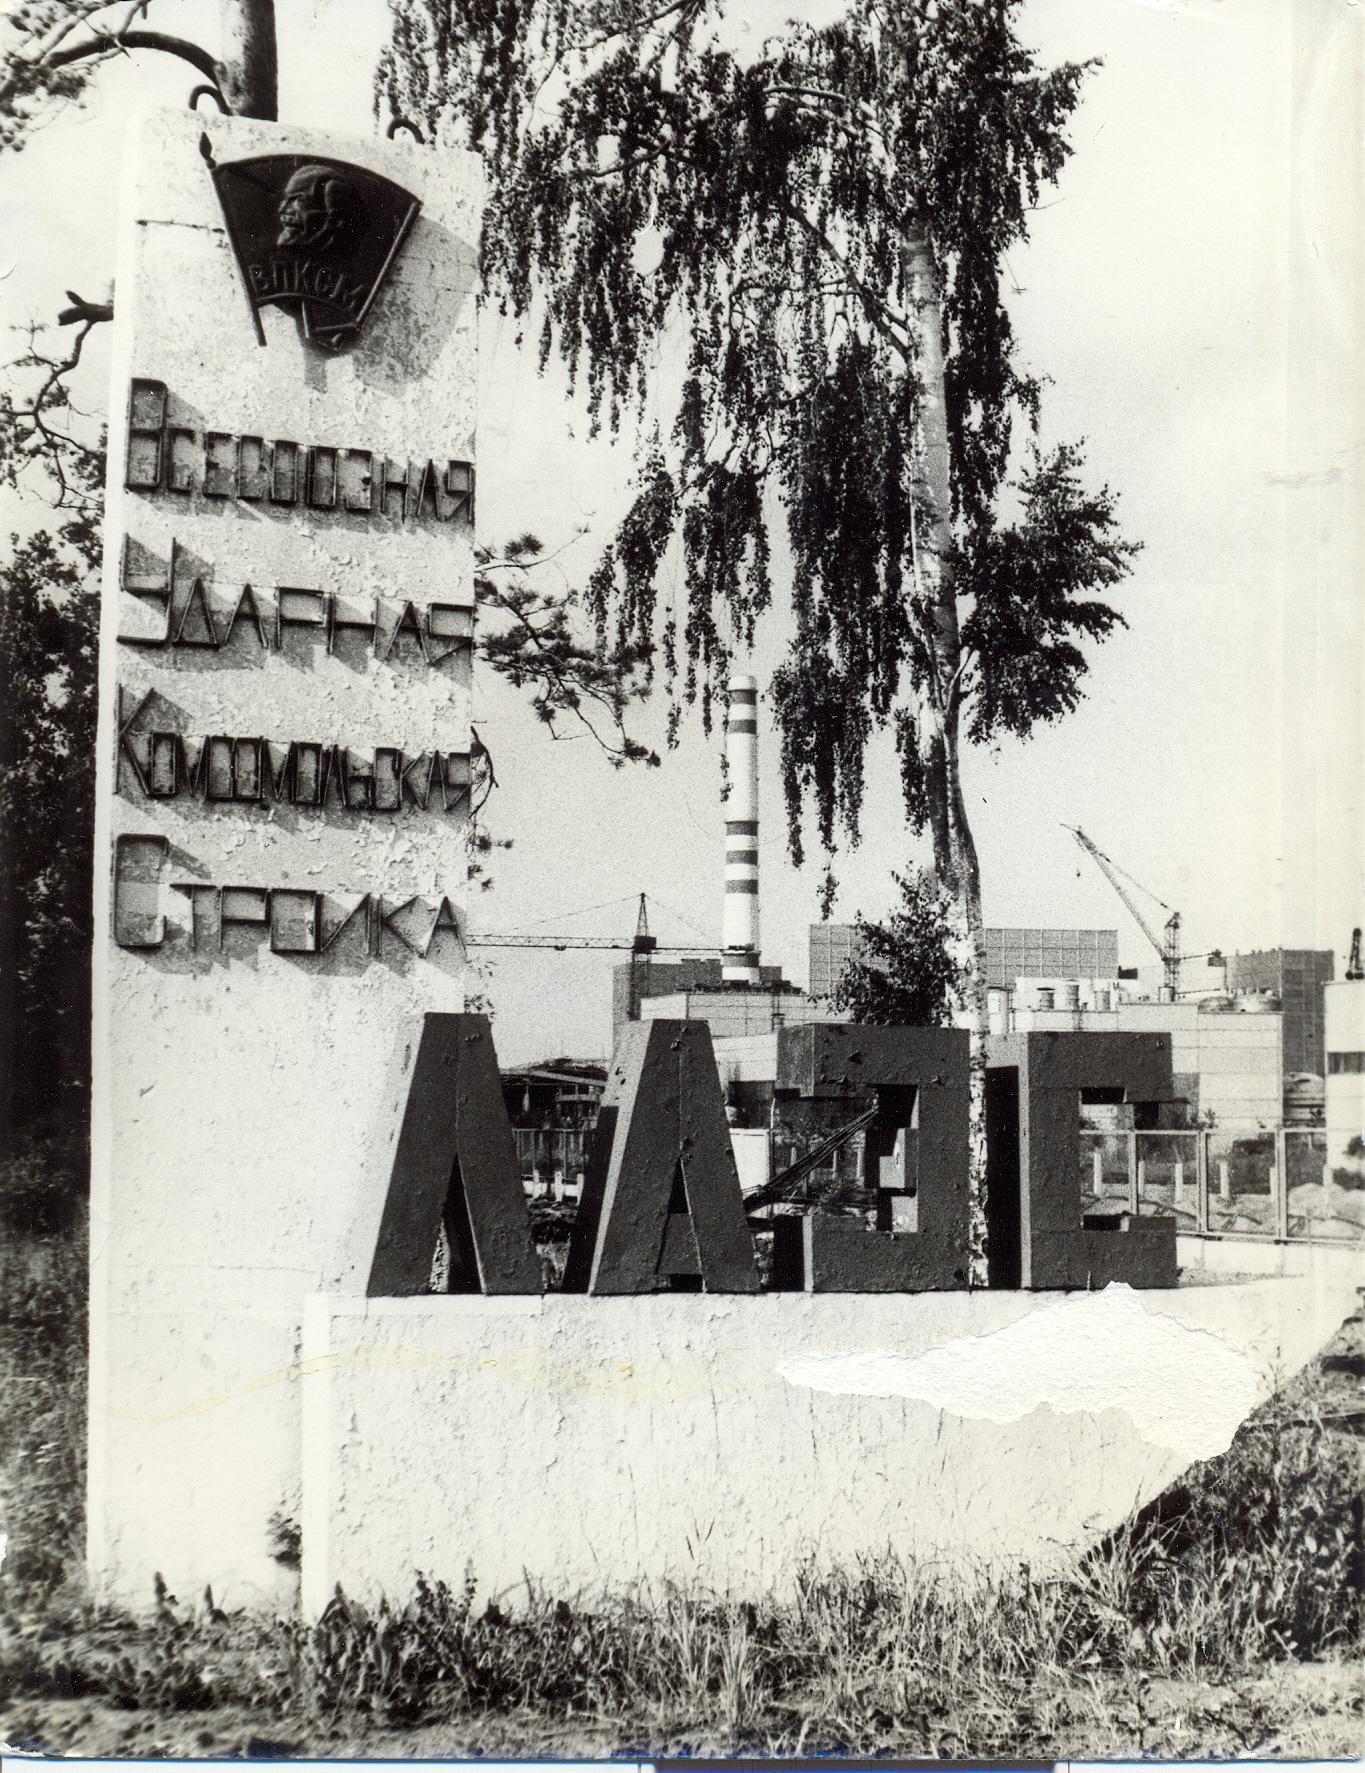 ВЛКСМ
Всесоюзная
Ударная
Комсомольская
Стройка
ЛАЭС